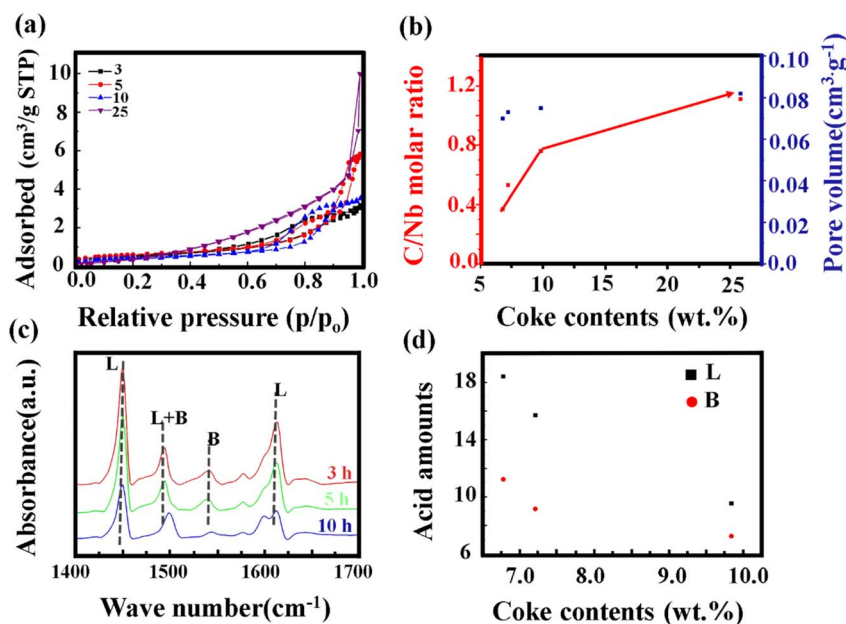 (a)
Adsorbed (cm³/g STP)
10
8
6
4
2
0
3
5
10
25
0.0 0.2 0.4 0.6 0.8 1.0
Relative pressure (p/pₒ)
(b)
C/Nb molar ratio
1.2
0.8
0.4
0.0
0.10
0.08
0.06
0.04
0.02
0.00
Pore volume(cm³·g⁻¹)
5 10 15 20 25
Coke contents (wt.%)
(c)
Absorbance(a.u.)
L
L+B
B
L
3 h
5 h
10 h
1400 1500 1600 1700
Wave number(cm⁻¹)
(d)
Acid amounts
18
14
10
6
L
B
7.0 8.0 9.0 10.0
Coke contents (wt.%)